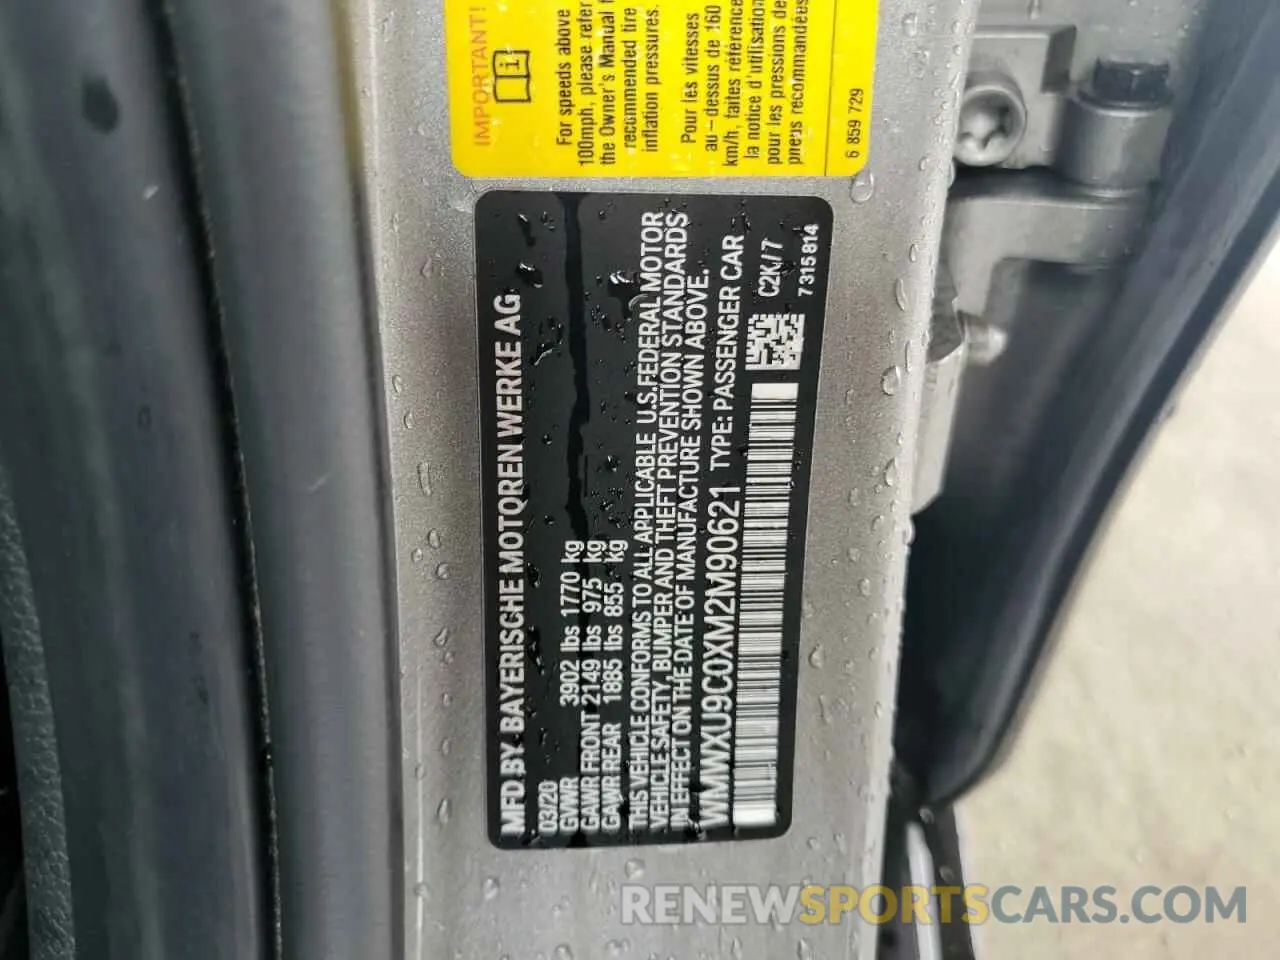 IMPORTANT!
For speeds above
100mph, please refer
the Owner's Manual f
recommended tire
inflation pressures.
Pour les vitesses
au-dessus de 160
km/h, faites référence
la notice d'utilisation
pour les pressions de
pneus recommandées
6 859 729
MFD BY BAYERISCHE MOTOREN WERKE AG
03/20
GVWR 3902 lbs 1770 kg
GAWR FRONT 2149 lbs 975 kg
GAWR REAR 1885 lbs 855 kg
THIS VEHICLE CONFORMS TO ALL APPLICABLE U.S. FEDERAL MOTOR
VEHICLE SAFETY, BUMPER AND THEFT PREVENTION STANDARDS
IN EFFECT ON THE DATE OF MANUFACTURE SHOWN ABOVE.
WMWXU9C0XM2M90621 TYPE: PASSENGER CAR
C2K/7
7 315 814
RENEWSPORTSCARS.COM